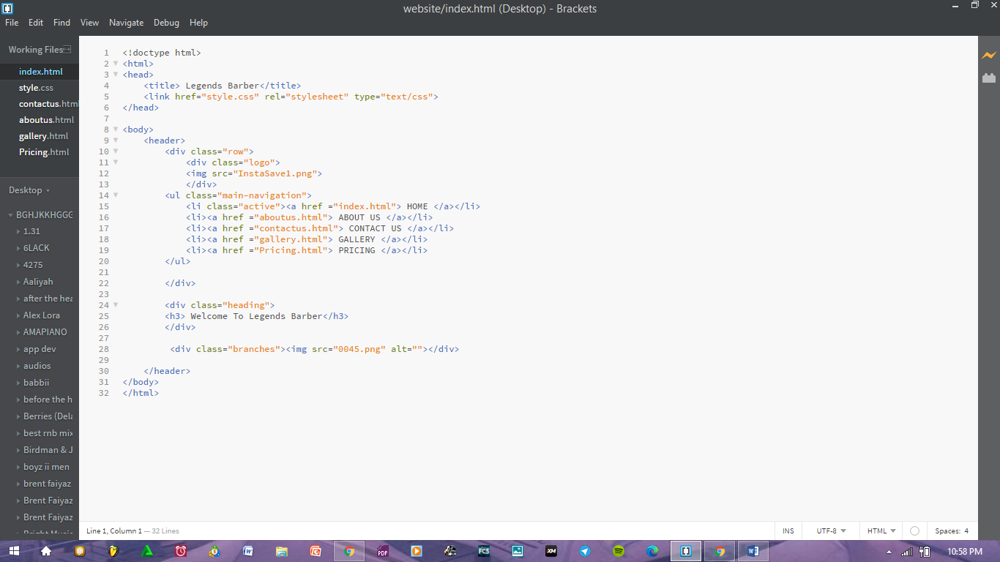 website/index.html (Desktop) - Brackets
File Edit Find View Navigate Debug Help
Working Files
index.html
style.css
contactus.html
aboutus.html
gallery.html
Pricing.html
Desktop
BGHJKKHGGG
1.31
6LACK
4275
Aaliyah
after the hea
Alex Lora
AMAPIANO
app dev
audios
babbii
before the h
Berries (Dela
best rnb mix
Birdman & J
boyz ii men
brent faiyaz
Brent Faiyaz
Brent Faiyaz
Bright Music
1 <!doctype html>
2 <html>
3 <head>
4 <title> Legends Barber</title>
5 <link href="style.css" rel="stylesheet" type="text/css">
6 </head>
7
8 <body>
9 <header>
10 <div class="row">
11 <div class="logo">
12 <img src="InstaSave1.png">
13 </div>
14 <ul class="main-navigation">
15 <li class="active"><a href ="index.html"> HOME </a></li>
16 <li><a href ="aboutus.html"> ABOUT US </a></li>
17 <li><a href ="contactus.html"> CONTACT US </a></li>
18 <li><a href ="gallery.html"> GALLERY </a></li>
19 <li><a href ="Pricing.html"> PRICING </a></li>
20 </ul>
21
22 </div>
23
24 <div class="heading">
25 <h3> Welcome To Legends Barber</h3>
26 </div>
27
28 <div class="branches"><img src="0045.png" alt=""></div>
29
30 </header>
31 </body>
32 </html>
Line 1, Column 1 — 32 Lines
INS UTF-8 HTML Spaces: 4
PDF FC3 XM 10:58 PM